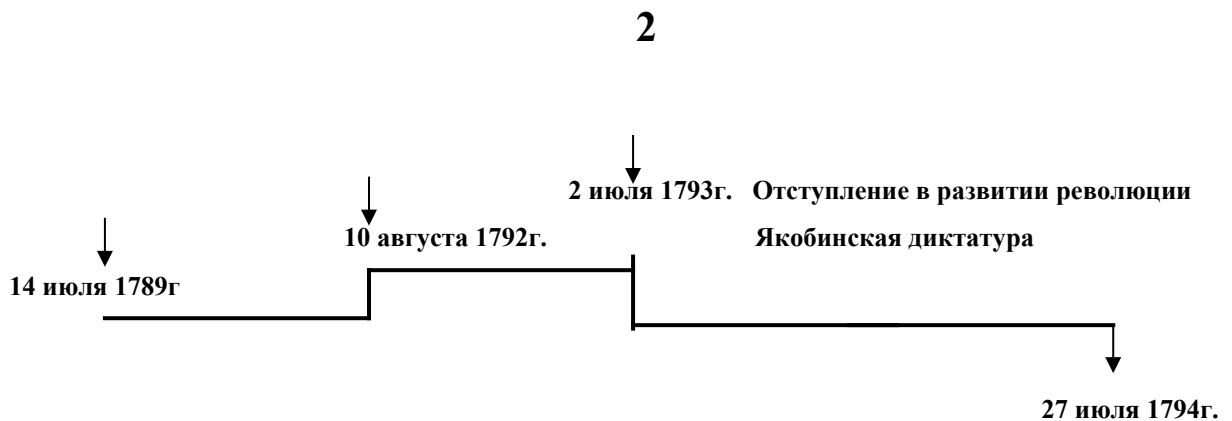 2
2 июля 1793г. Отступление в развитии революции
10 августа 1792г. Якобинская диктатура
14 июля 1789г
27 июля 1794г.